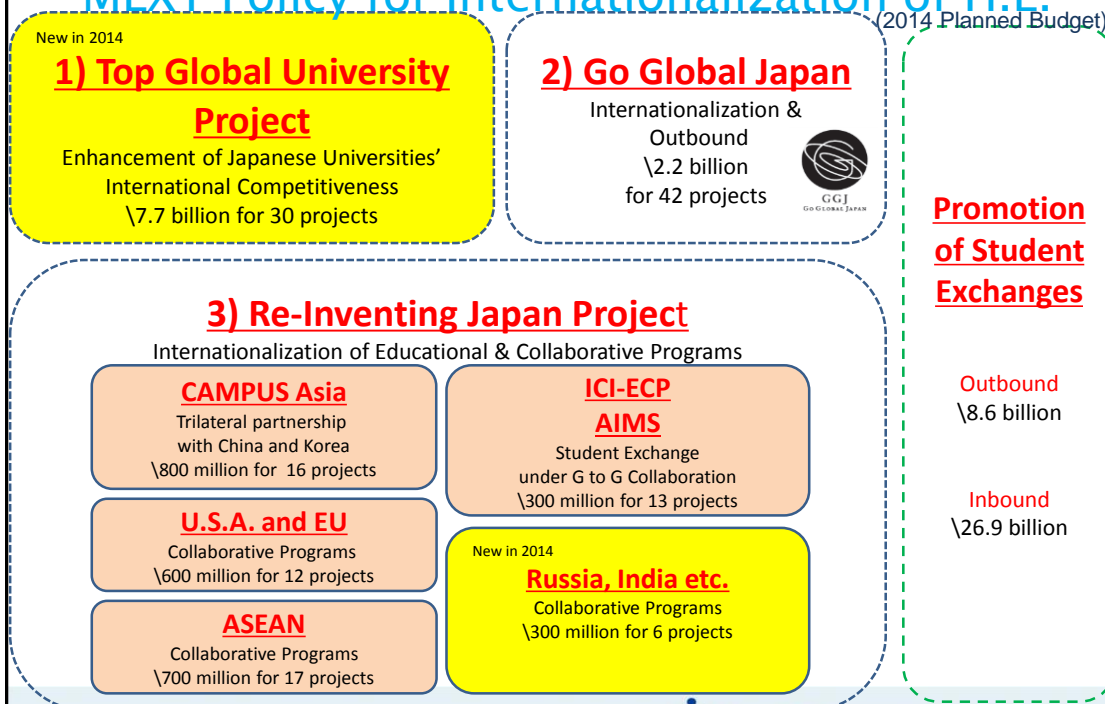 MEXT Policy for Internationalization of H.E.
(2014 Planned Budget)
New in 2014
1) Top Global University
Project
Enhancement of Japanese Universities'
International Competitiveness
\7.7 billion for 30 projects
2) Go Global Japan
Internationalization &
Outbound
\2.2 billion
for 42 projects
GGJ
GO GLOBAL JAPAN
3) Re-Inventing Japan Project
Internationalization of Educational & Collaborative Programs
CAMPUS Asia
Trilateral partnership
with China and Korea
\800 million for 16 projects
U.S.A. and EU
Collaborative Programs
\600 million for 12 projects
ASEAN
Collaborative Programs
\700 million for 17 projects
ICI-ECP
AIMS
Student Exchange
under G to G Collaboration
\300 million for 13 projects
New in 2014
Russia, India etc.
Collaborative Programs
\300 million for 6 projects
Promotion
of Student
Exchanges
Outbound
\8.6 billion
Inbound
\26.9 billion